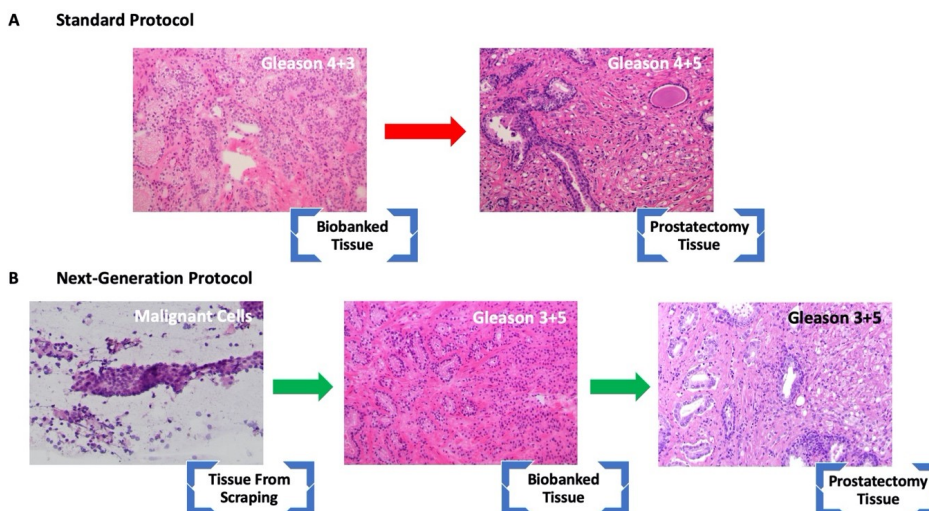 A Standard Protocol
Gleason 4+3
Gleason 4+5
Biobanked
Tissue
Prostatectomy
Tissue
B Next-Generation Protocol
Malignant Cells
Gleason 3+5
Gleason 3+5
Tissue From
Scraping
Biobanked
Tissue
Prostatectomy
Tissue